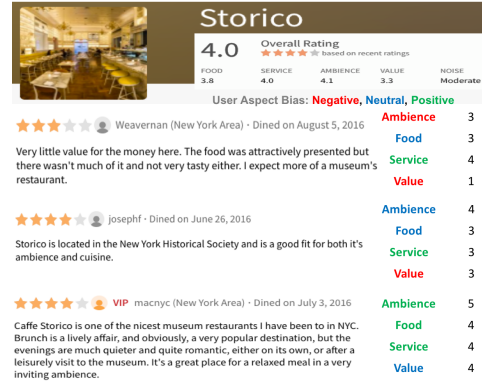 Storico
4.0 Overall Rating
based on recent ratings
FOOD SERVICE AMBIENCE VALUE NOISE
3.8 4.0 4.1 3.3 Moderate
User Aspect Bias: Negative, Neutral, Positive
Weavernan (New York Area) · Dined on August 5, 2016
Very little value for the money here. The food was attractively presented but
there wasn't much of it and not very tasty either. I expect more of a museum's
restaurant.
Ambience 3
Food 3
Service 4
Value 1
josephf · Dined on June 26, 2016
Storico is located in the New York Historical Society and is a good fit for both it's
ambience and cuisine.
Ambience 4
Food 3
Service 3
Value 3
VIP macnyc (New York Area) · Dined on July 3, 2016
Caffe Storico is one of the nicest museum restaurants I have been to in NYC.
Brunch is a lively affair, and obviously, a very popular destination, but the
evenings are much quieter and quite romantic, either on its own, or after a
leisurely visit to the museum. It's a great place for a relaxed meal in a very
inviting ambience.
Ambience 5
Food 4
Service 4
Value 4